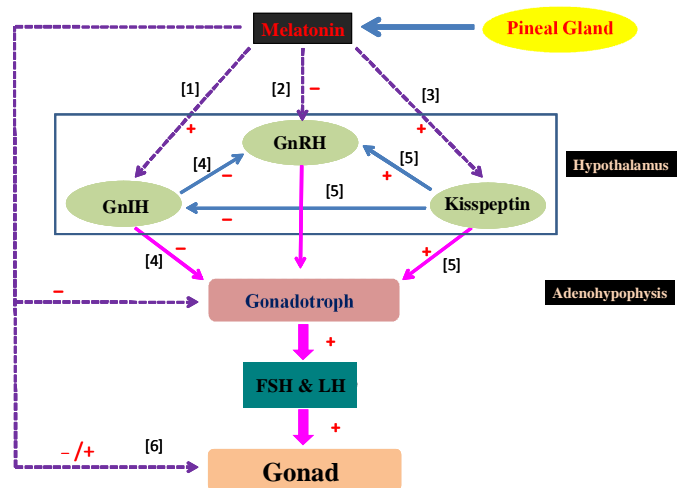 Melatonin
Pineal Gland
[1]
[2]
−
[3]
+
+
GnRH
[4]
−
[5]
+
Hypothalamus
GnIH
[5]
−
Kisspeptin
[4]
−
+
[5]
Gonadotroph
Adenohypophysis
−
+
FSH & LH
+
− /+
[6]
Gonad